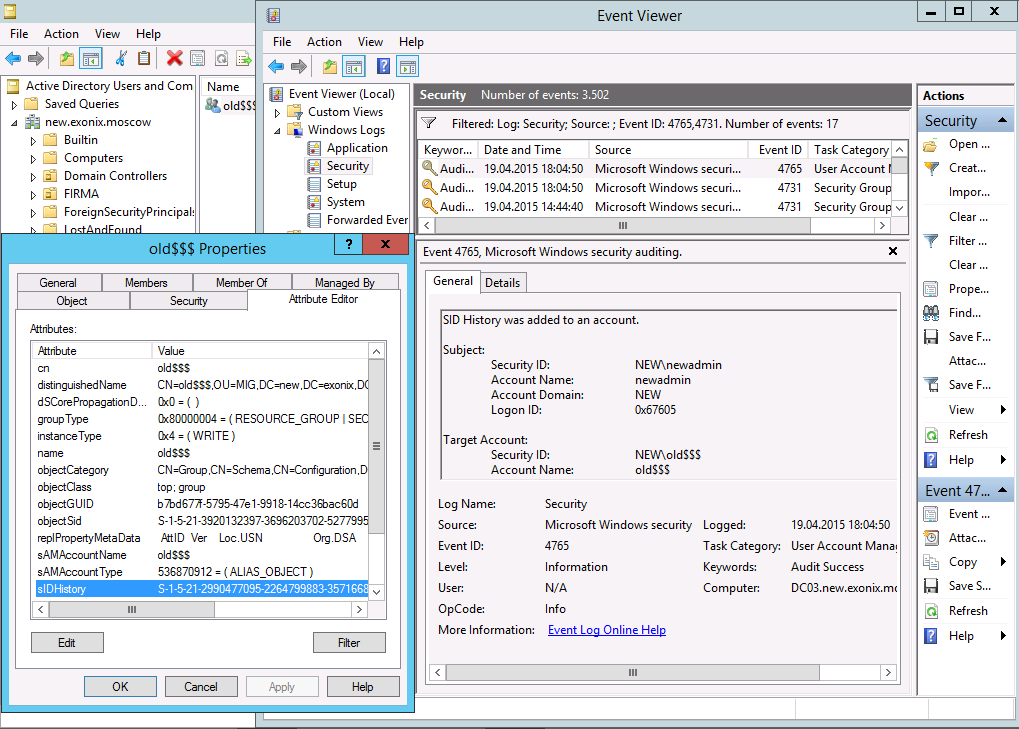 File Action View Help
Active Directory Users and Com
Saved Queries
new.exonix.moscow
Builtin
Computers
Domain Controllers
FIRMA
ForeignSecurityPrincipals
LostAndFound
Name
old$$$
Event Viewer
File Action View Help
Event Viewer (Local)
Custom Views
Windows Logs
Application
Security
Setup
System
Forwarded Ever
Security Number of events: 3.502
Filtered: Log: Security; Source: ; Event ID: 4765,4731. Number of events: 17
Keywor... Date and Time Source Event ID Task Category
Audi... 19.04.2015 18:04:50 Microsoft Windows securi... 4765 User Account M
Audi... 19.04.2015 18:04:50 Microsoft Windows securi... 4731 Security Group
Audi... 19.04.2015 14:44:40 Microsoft Windows securi... 4731 Security Group
Event 4765, Microsoft Windows security auditing.
General Details
SID History was added to an account.
Subject:
Security ID: NEW\newadmin
Account Name: newadmin
Account Domain: NEW
Logon ID: 0x67605
Target Account:
Security ID: NEW\old$$$
Account Name: old$$$
Log Name: Security
Source: Microsoft Windows security Logged: 19.04.2015 18:04:50
Event ID: 4765 Task Category: User Account Manag
Level: Information Keywords: Audit Success
User: N/A Computer: DC03.new.exonix.mo
OpCode: Info
More Information: Event Log Online Help
Actions
Security
Open ...
Creat...
Impor...
Clear ...
Filter ...
Clear ...
Prope...
Find...
Save F...
Attac...
Save F...
View
Refresh
Help
Event 47...
Event ...
Attac...
Copy
Save S...
Refresh
Help
old$$$ Properties
?
General Members Member Of Managed By
Object Security Attribute Editor
Attributes:
Attribute Value
cn old$$$
distinguishedName CN=old$$$,OU=MIG,DC=new,DC=exonix,DC
dSCorePropagationD... 0x0 = ( )
groupType 0x80000004 = ( RESOURCE_GROUP | SEC
instanceType 0x4 = ( WRITE )
name old$$$
objectCategory CN=Group,CN=Schema,CN=Configuration,D
objectClass top; group
objectGUID b7bd677f-5795-47e1-9918-14cc36bac60d
objectSid S-1-5-21-3920132397-3696203702-5277995
replPropertyMetaData AttID Ver Loc.USN Org.DSA
sAMAccountName old$$$
sAMAccountType 536870912 = ( ALIAS_OBJECT )
sIDHistory S-1-5-21-2990477095-2264799883-3571668
Edit Filter
OK Cancel Apply Help